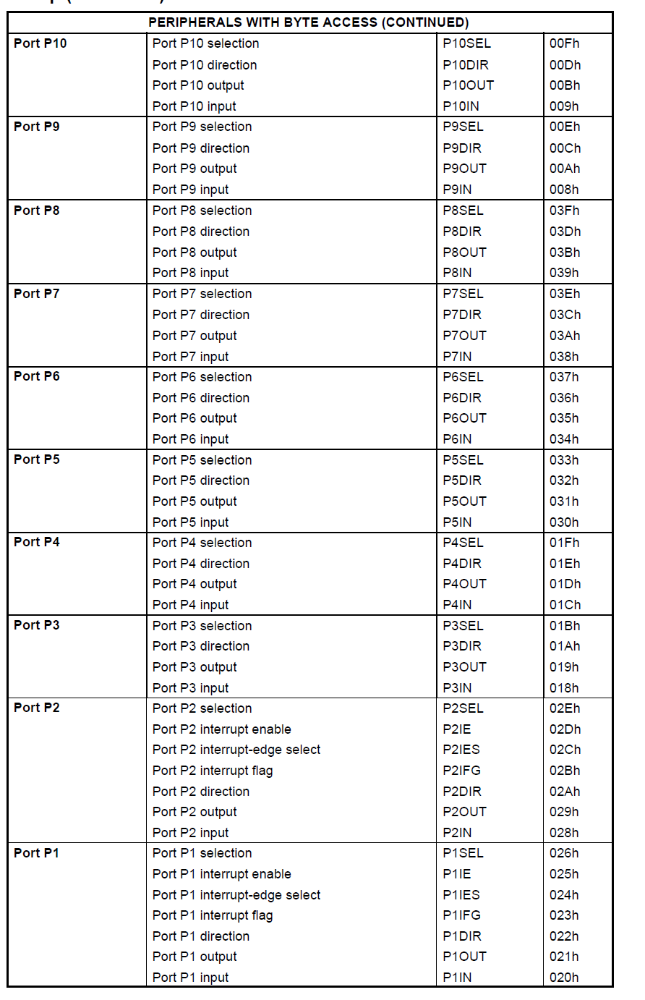 PERIPHERALS WITH BYTE ACCESS (CONTINUED)
Port P10 Port P10 selection P10SEL 00Fh
Port P10 direction P10DIR 00Dh
Port P10 output P10OUT 00Bh
Port P10 input P10IN 009h
Port P9 Port P9 selection P9SEL 00Eh
Port P9 direction P9DIR 00Ch
Port P9 output P9OUT 00Ah
Port P9 input P9IN 008h
Port P8 Port P8 selection P8SEL 03Fh
Port P8 direction P8DIR 03Dh
Port P8 output P8OUT 03Bh
Port P8 input P8IN 039h
Port P7 Port P7 selection P7SEL 03Eh
Port P7 direction P7DIR 03Ch
Port P7 output P7OUT 03Ah
Port P7 input P7IN 038h
Port P6 Port P6 selection P6SEL 037h
Port P6 direction P6DIR 036h
Port P6 output P6OUT 035h
Port P6 input P6IN 034h
Port P5 Port P5 selection P5SEL 033h
Port P5 direction P5DIR 032h
Port P5 output P5OUT 031h
Port P5 input P5IN 030h
Port P4 Port P4 selection P4SEL 01Fh
Port P4 direction P4DIR 01Eh
Port P4 output P4OUT 01Dh
Port P4 input P4IN 01Ch
Port P3 Port P3 selection P3SEL 01Bh
Port P3 direction P3DIR 01Ah
Port P3 output P3OUT 019h
Port P3 input P3IN 018h
Port P2 Port P2 selection P2SEL 02Eh
Port P2 interrupt enable P2IE 02Dh
Port P2 interrupt-edge select P2IES 02Ch
Port P2 interrupt flag P2IFG 02Bh
Port P2 direction P2DIR 02Ah
Port P2 output P2OUT 029h
Port P2 input P2IN 028h
Port P1 Port P1 selection P1SEL 026h
Port P1 interrupt enable P1IE 025h
Port P1 interrupt-edge select P1IES 024h
Port P1 interrupt flag P1IFG 023h
Port P1 direction P1DIR 022h
Port P1 output P1OUT 021h
Port P1 input P1IN 020h